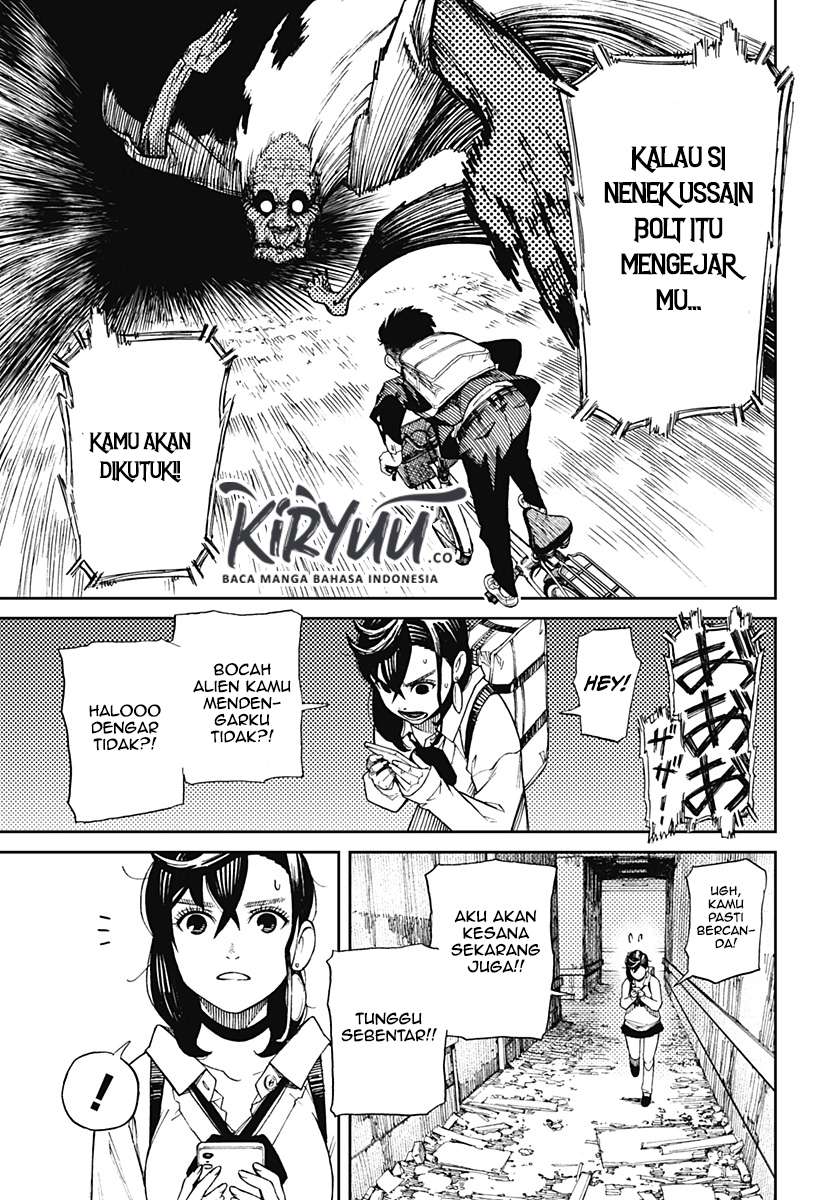 KALAU SI
NENEK USSAIN
BOLT ITU
MENGEJAR
MU...
KAMU AKAN
DIKUTUK!!
KIRYUU.CO
BACA MANGA BAHASA INDONESIA
ああああ
ザザー
HEY!
BOCAH
ALIEN KAMU
MENDEN-
GARKU
TIDAK?!
HALOOO
DENGAR
TIDAK?!
UGH,
KAMU
PASTI
BERCAN-
DA!
AKU AKAN
KESANA
SEKARANG
JUGA!!
TUNGGU
SEBENTAR!!
!